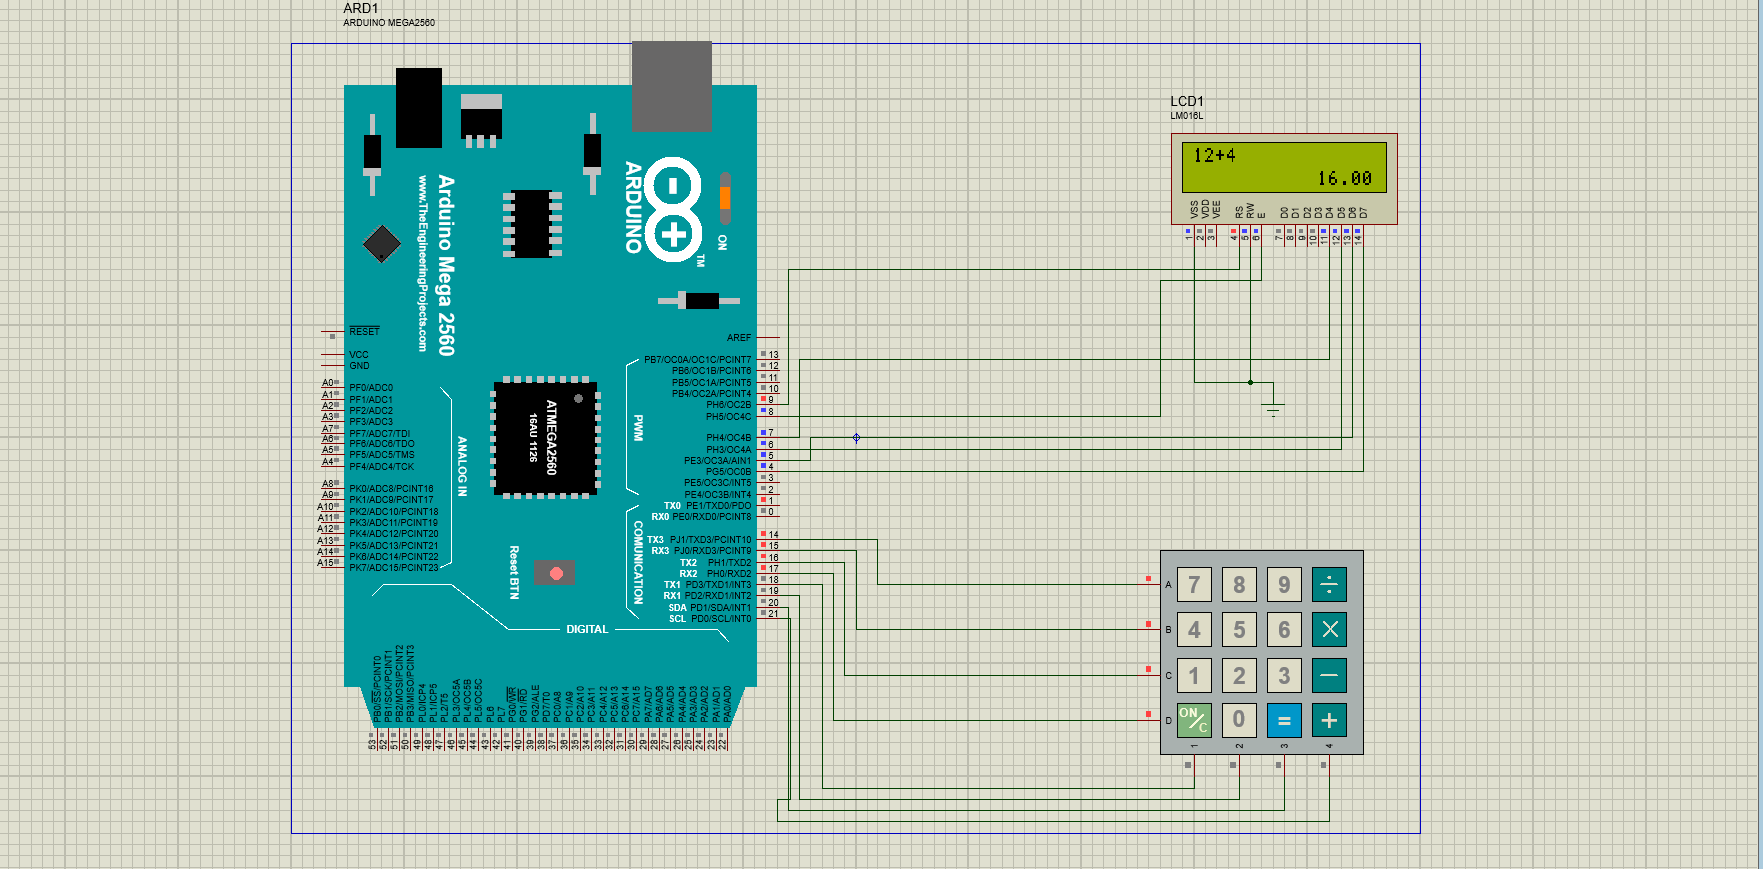 ARD1
ARDUINO MEGA2560
LCD1
LM016L
12+4
16.00
VSS
VDD
VEE
RS
RW
E
D0
D1
D2
D3
D4
D5
D6
D7
1
2
3
4
5
6
7
8
9
10
11
12
13
14
Arduino Mega 2560
www.TheEngineeringProjects.com
ARDUINO
TM
ON
ATMEGA2560
16AU 1126
Reset BTN
RESET
VCC
GND
A0 PF0/ADC0
A1 PF1/ADC1
A2 PF2/ADC2
A3 PF3/ADC3
A7 PF7/ADC7/TDI
A6 PF6/ADC6/TDO
A5 PF5/ADC5/TMS
A4 PF4/ADC4/TCK
A8 PK0/ADC8/PCINT16
A9 PK1/ADC9/PCINT17
A10 PK2/ADC10/PCINT18
A11 PK3/ADC11/PCINT19
A12 PK4/ADC12/PCINT20
A13 PK5/ADC13/PCINT21
A14 PK6/ADC14/PCINT22
A15 PK7/ADC15/PCINT23
ANALOG IN
AREF
PB7/OC0A/OC1C/PCINT7 13
PB6/OC1B/PCINT6 12
PB5/OC1A/PCINT5 11
PB4/OC2A/PCINT4 10
PH6/OC2B 9
PH5/OC4C 8
PH4/OC4B 7
PH3/OC4A 6
PE3/OC3A/AIN1 5
PG5/OC0B 4
PE5/OC3C/INT5 3
PE4/OC3B/INT4 2
TX0 PE1/TXD0/PDO 1
RX0 PE0/RXD0/PCINT8 0
PWM
TX3 PJ1/TXD3/PCINT10 14
RX3 PJ0/RXD3/PCINT9 15
TX2 PH1/TXD2 16
RX2 PH0/RXD2 17
TX1 PD3/TXD1/INT3 18
RX1 PD2/RXD1/INT2 19
SDA PD1/SDA/INT1 20
SCL PD0/SCL/INT0 21
COMUNICATION
DIGITAL
PB0/SS/PCINT0 53
PB1/SCK/PCINT1 52
PB2/MOSI/PCINT2 51
PB3/MISO/PCINT3 50
PL0/ICP4 49
PL1/ICP5 48
PL2/T5 47
PL3/OC5A 46
PL4/OC5B 45
PL5/OC5C 44
PL6 43
PL7 42
PG0/WR 41
PG1/RD 40
PG2/ALE 39
PD7/T0 38
PC0/A8 37
PC1/A9 36
PC2/A10 35
PC3/A11 34
PC4/A12 33
PC5/A13 32
PC6/A14 31
PC7/A15 30
PA7/AD7 29
PA6/AD6 28
PA5/AD5 27
PA4/AD4 26
PA3/AD3 25
PA2/AD2 24
PA1/AD1 23
PA0/AD0 22
A 7 8 9 ÷
B 4 5 6 ×
C 1 2 3 −
D ON/C 0 = +
1 2 3 4